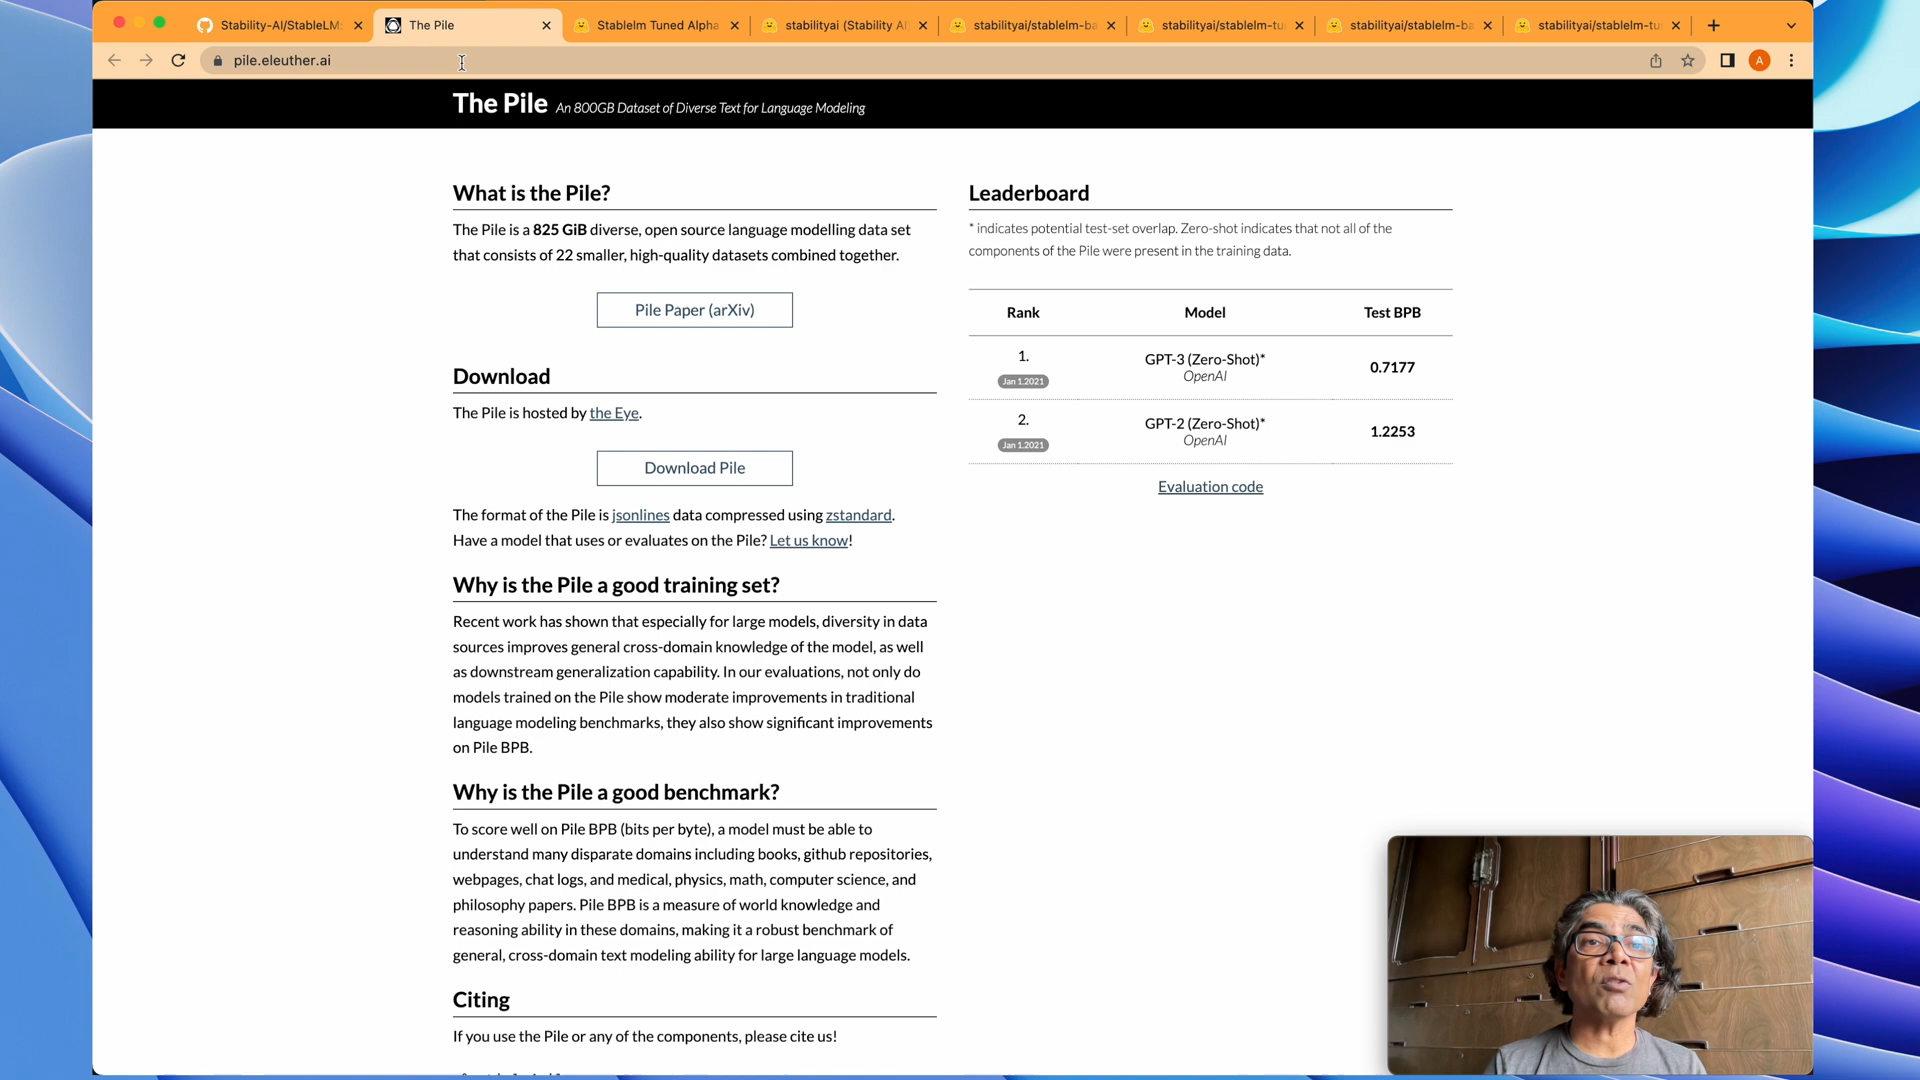 Stability-AI/StableLM:
The Pile
Stablelm Tuned Alpha
stabilityai (Stability AI)
stabilityai/stablelm-ba
stabilityai/stablelm-tu
stabilityai/stablelm-ba
stabilityai/stablelm-tu
pile.eleuther.ai
A
The Pile An 800GB Dataset of Diverse Text for Language Modeling
What is the Pile?
The Pile is a 825 GiB diverse, open source language modelling data set
that consists of 22 smaller, high-quality datasets combined together.
Pile Paper (arXiv)
Download
The Pile is hosted by the Eye.
Download Pile
The format of the Pile is jsonlines data compressed using zstandard.
Have a model that uses or evaluates on the Pile? Let us know!
Why is the Pile a good training set?
Recent work has shown that especially for large models, diversity in data
sources improves general cross-domain knowledge of the model, as well
as downstream generalization capability. In our evaluations, not only do
models trained on the Pile show moderate improvements in traditional
language modeling benchmarks, they also show significant improvements
on Pile BPB.
Why is the Pile a good benchmark?
To score well on Pile BPB (bits per byte), a model must be able to
understand many disparate domains including books, github repositories,
webpages, chat logs, and medical, physics, math, computer science, and
philosophy papers. Pile BPB is a measure of world knowledge and
reasoning ability in these domains, making it a robust benchmark of
general, cross-domain text modeling ability for large language models.
Citing
If you use the Pile or any of the components, please cite us!
Leaderboard
* indicates potential test-set overlap. Zero-shot indicates that not all of the
components of the Pile were present in the training data.
Rank Model Test BPB
1. GPT-3 (Zero-Shot)* 0.7177
Jan 1.2021 OpenAI
2. GPT-2 (Zero-Shot)* 1.2253
Jan 1.2021 OpenAI
Evaluation code